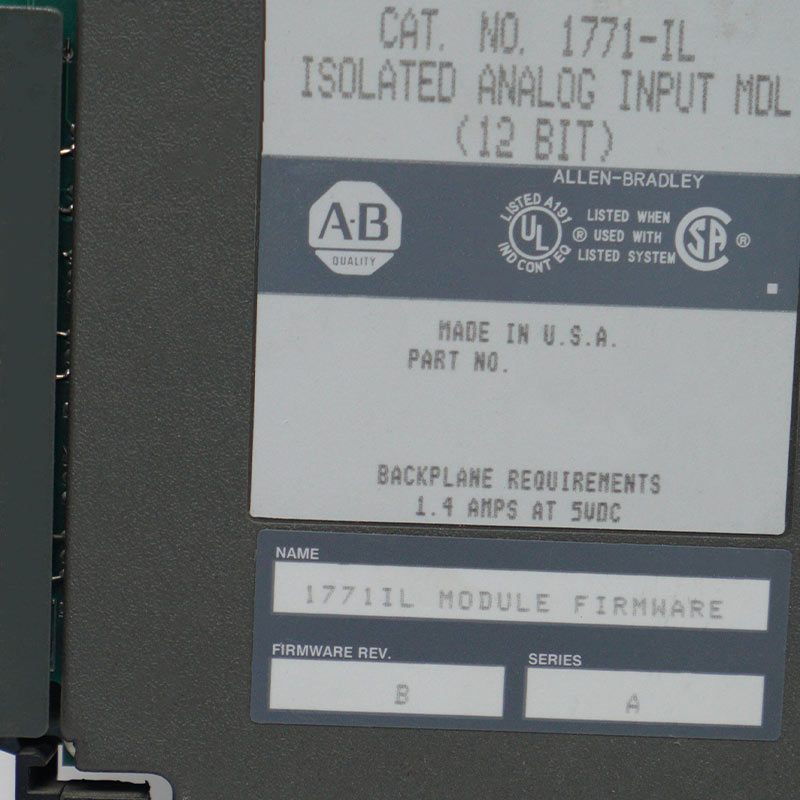 CAT. NO. 1771-IL
ISOLATED ANALOG INPUT MDL
(12 BIT)
ALLEN-BRADLEY
A·B
QUALITY
LISTED A191
UL
IND CONT EQ
®
LISTED WHEN
USED WITH
LISTED SYSTEM
SA
®
MADE IN U.S.A.
PART NO.
BACKPLANE REQUIREMENTS
1.4 AMPS AT 5VDC
NAME
1771IL MODULE FIRMWARE
FIRMWARE REV.
SERIES
B
A